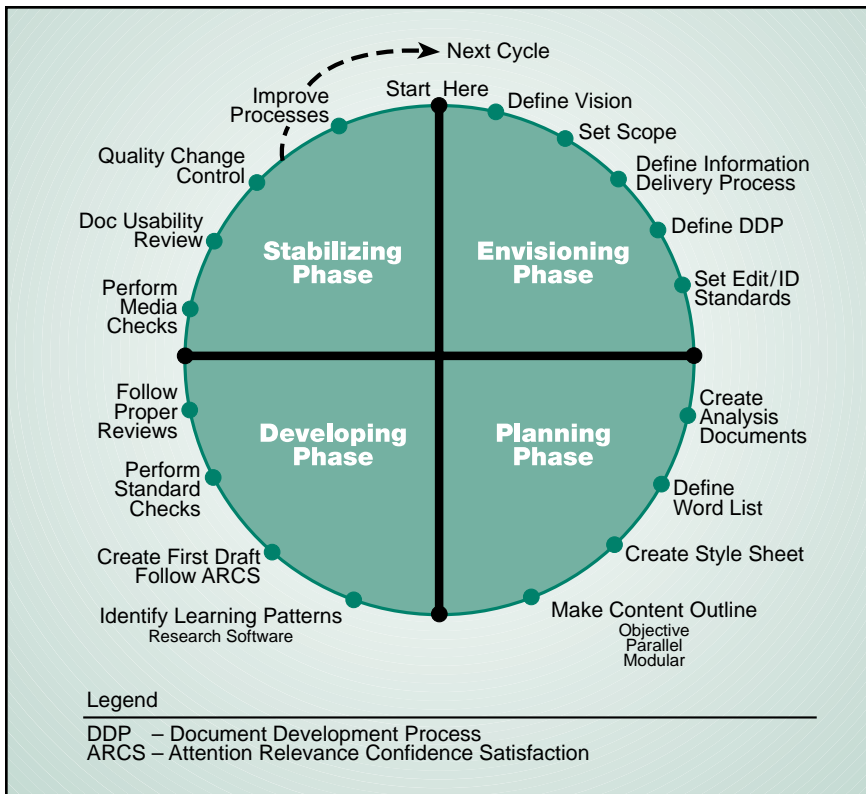 Next Cycle
Start Here
Define Vision
Set Scope
Define Information
Delivery Process
Define DDP
Set Edit/ID
Standards
Envisioning
Phase
Create
Analysis
Documents
Define
Word List
Create Style Sheet
Make Content Outline
Objective
Parallel
Modular
Planning
Phase
Identify Learning Patterns
Research Software
Create First Draft
Follow ARCS
Perform
Standard
Checks
Follow
Proper
Reviews
Developing
Phase
Perform
Media
Checks
Doc Usability
Review
Quality Change
Control
Improve
Processes
Stabilizing
Phase
Legend
DDP – Document Development Process
ARCS – Attention Relevance Confidence Satisfaction